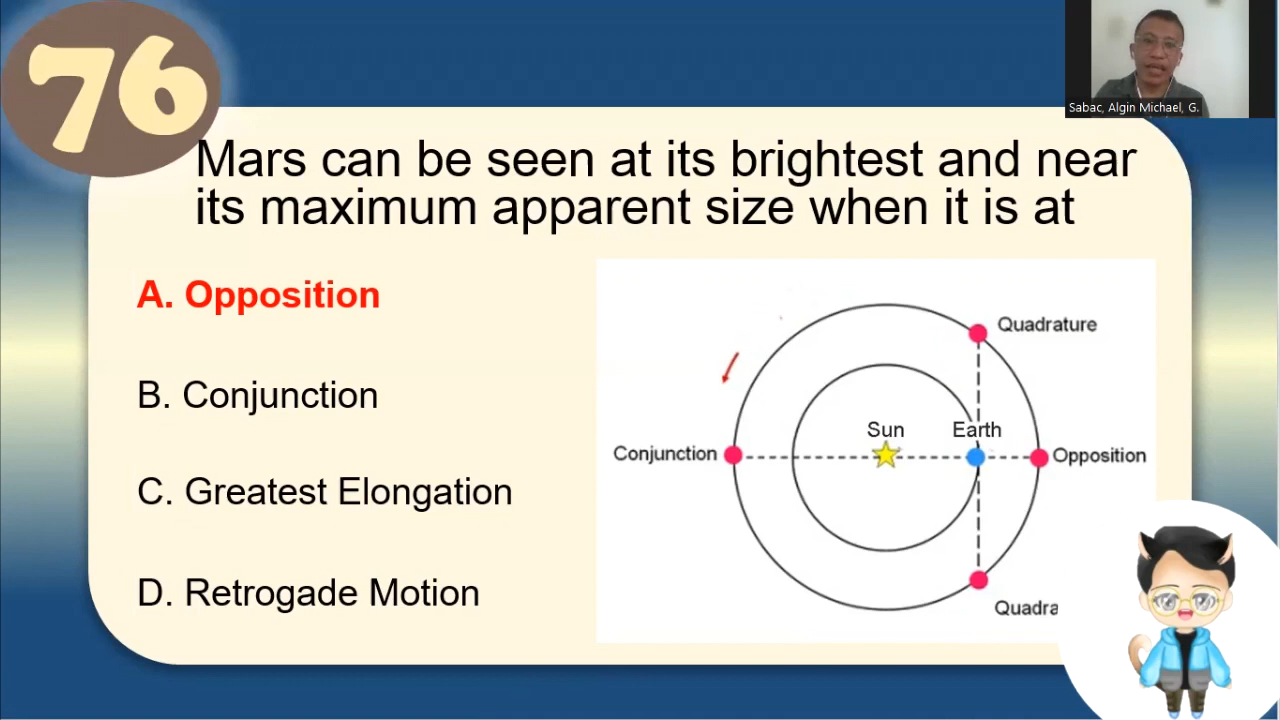 76
Sabac, Algin Michael, G.
Mars can be seen at its brightest and near
its maximum apparent size when it is at
A. Opposition
B. Conjunction
C. Greatest Elongation
D. Retrogade Motion
Quadrature
Sun
Earth
Conjunction
Opposition
Quadra